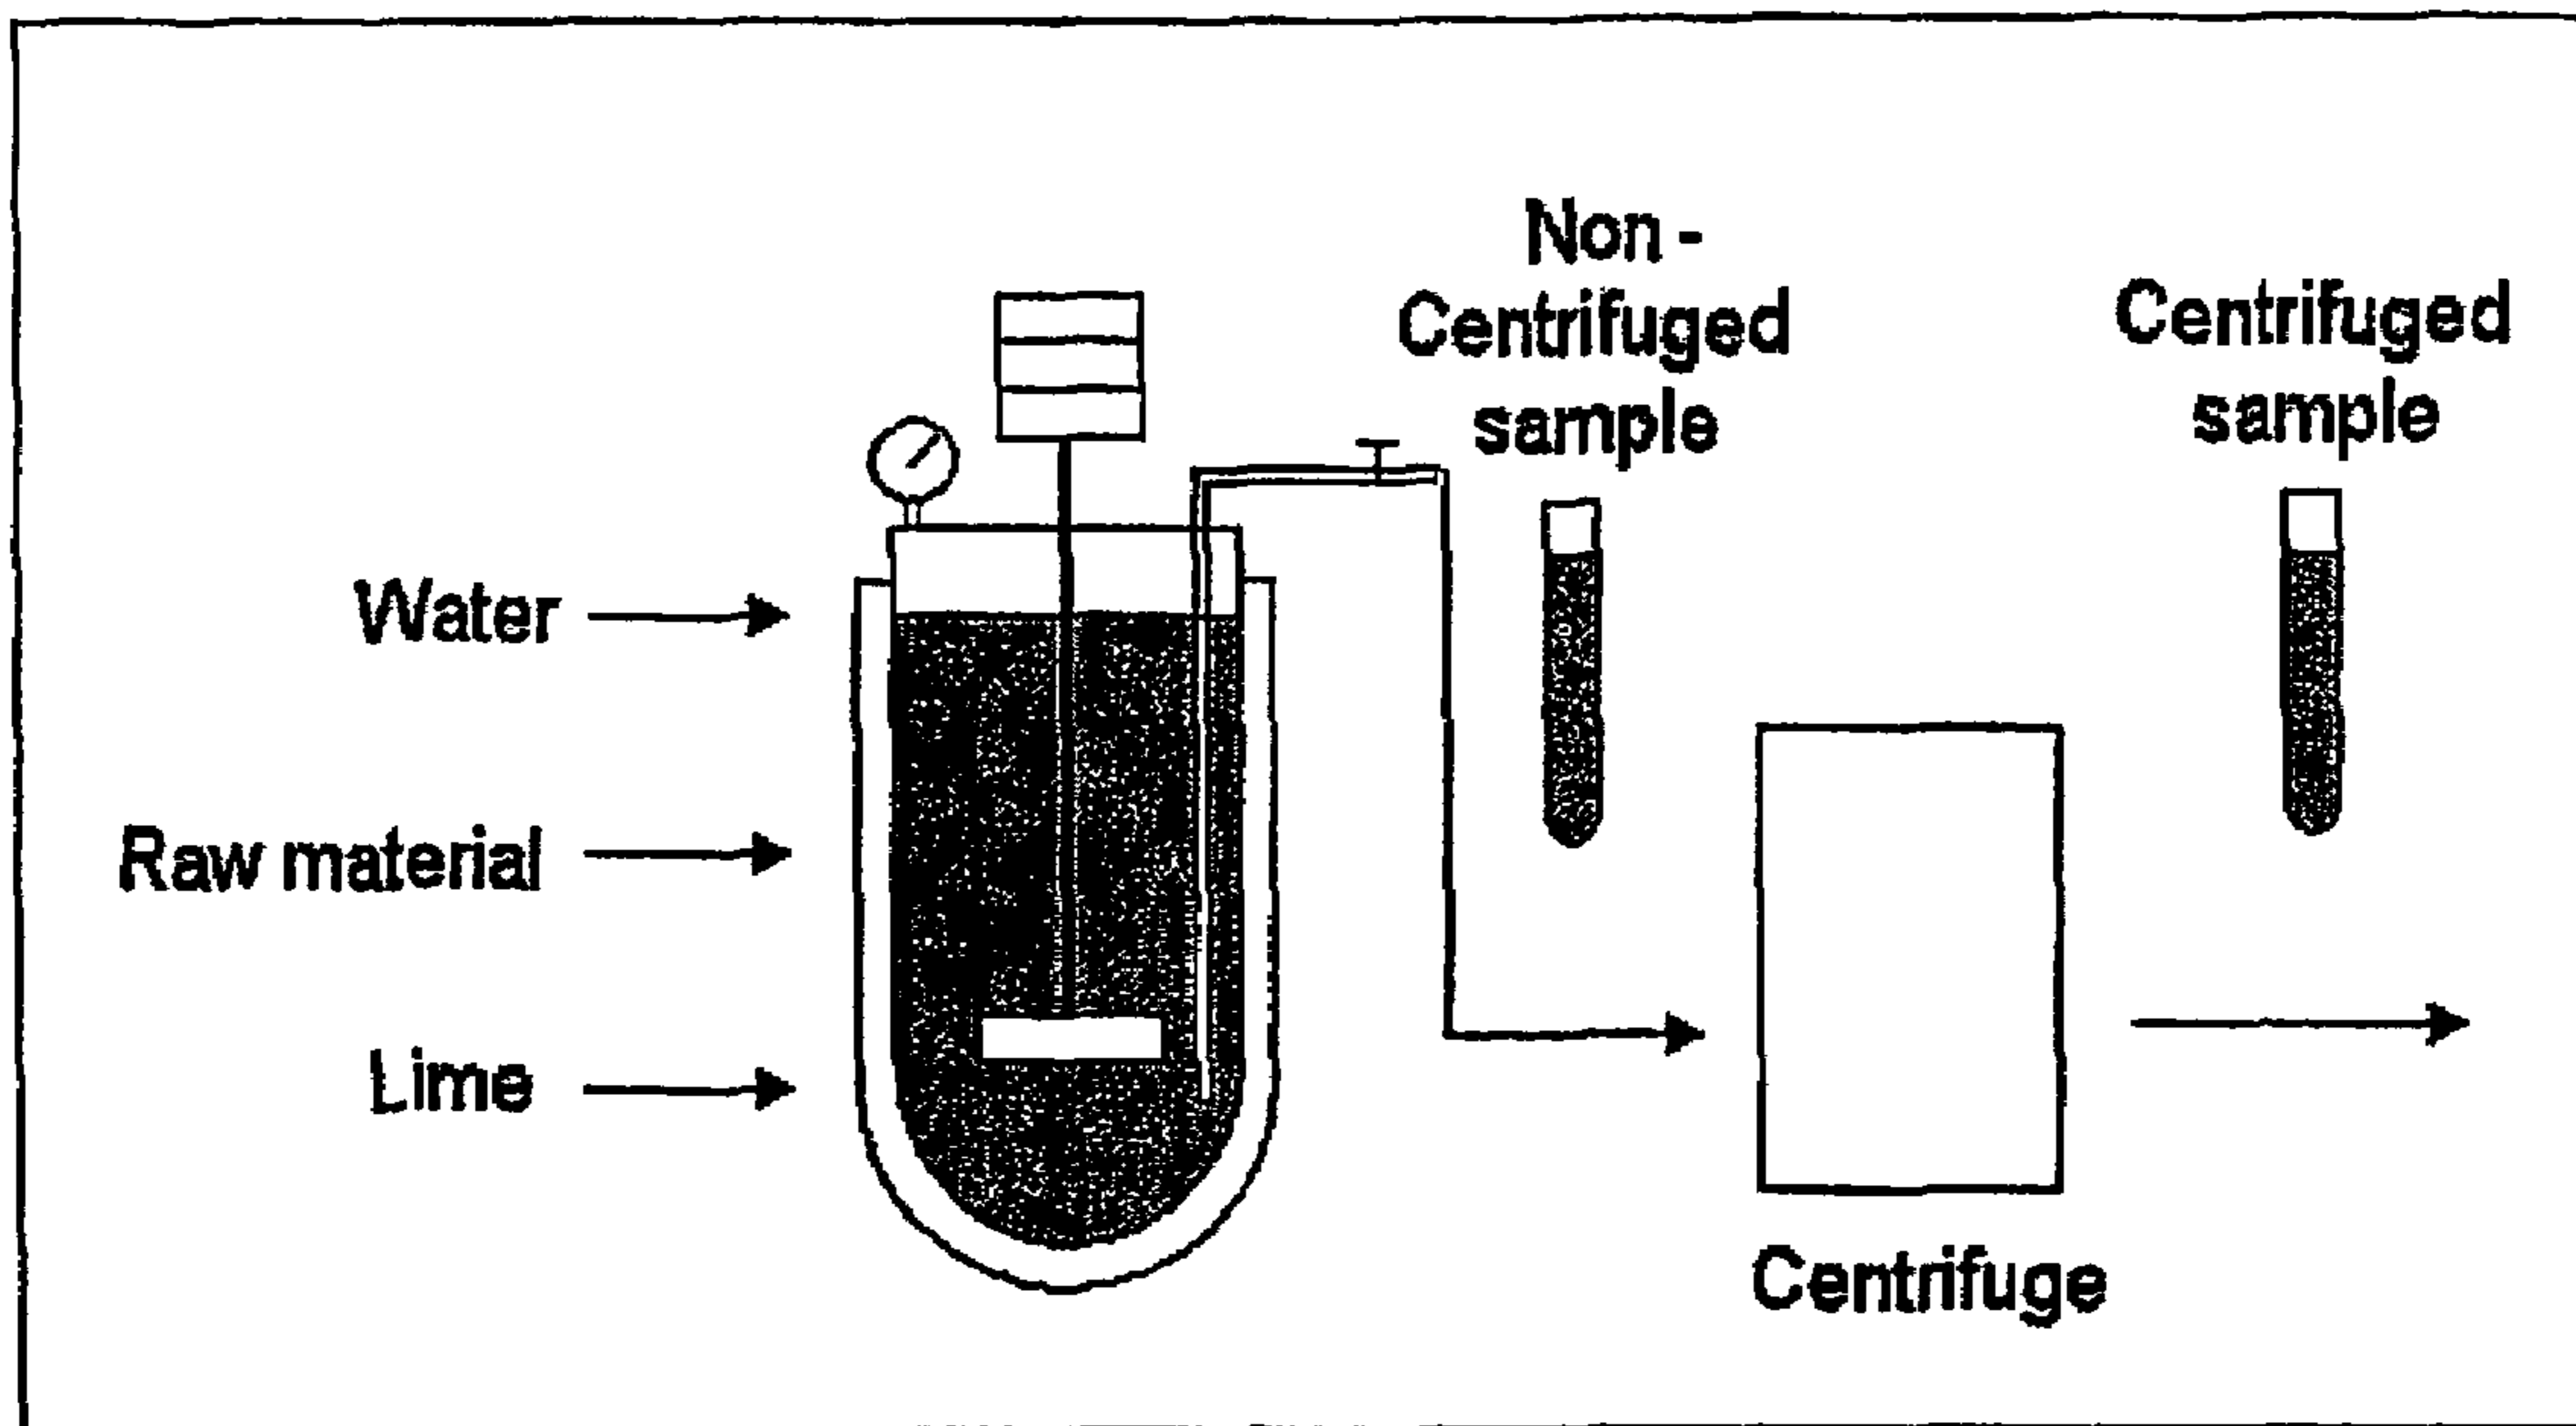 Non -
Centrifuged
sample
Centrifuged
sample
Water
Raw material
Lime
Centrifuge